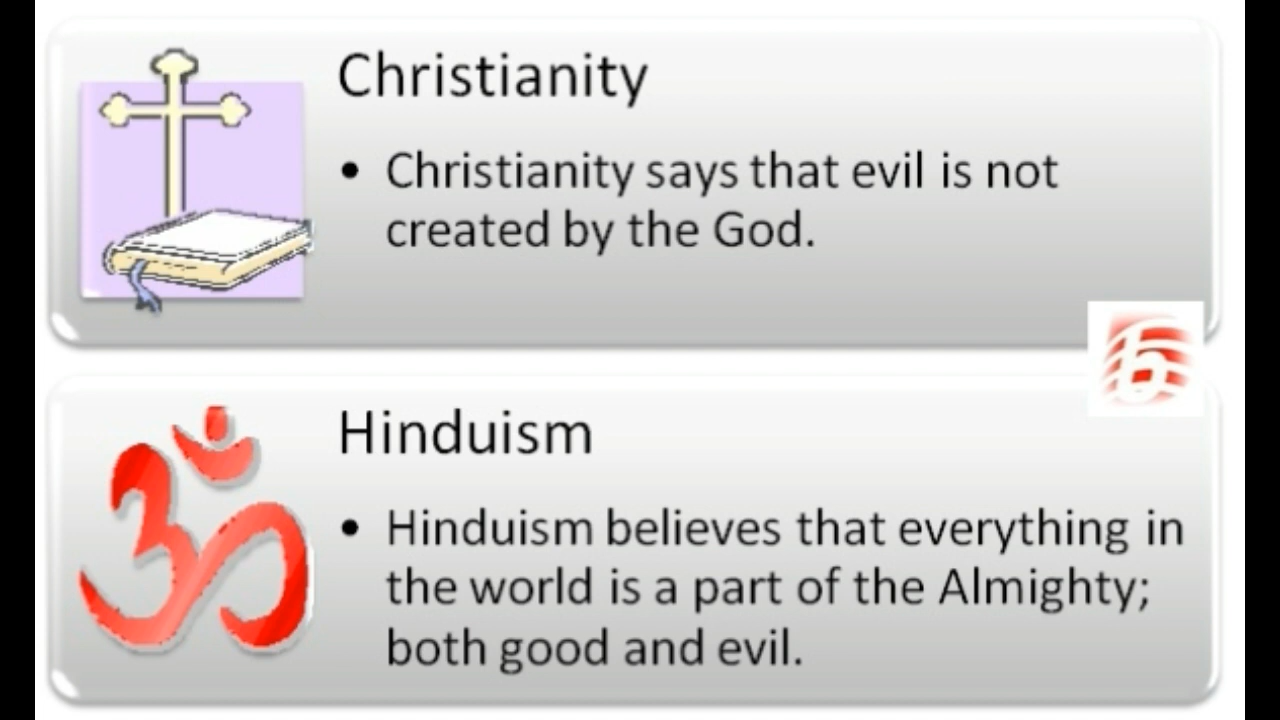 Christianity
• Christianity says that evil is not
created by the God.
Hinduism
• Hinduism believes that everything in
the world is a part of the Almighty;
both good and evil.